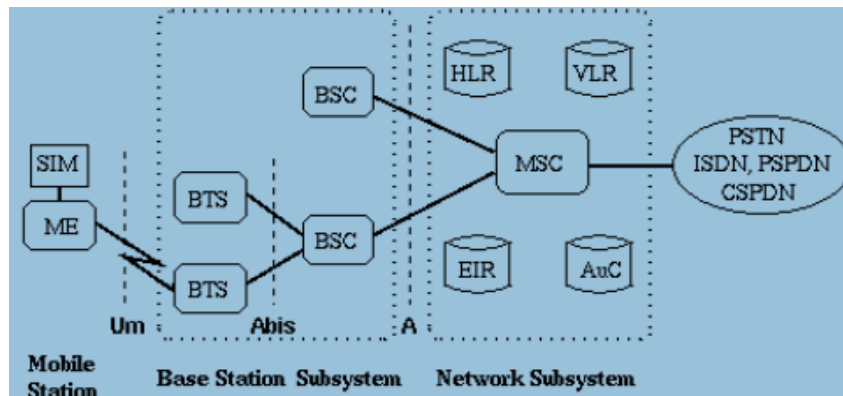 HLR
VLR
BSC
PSTN
ISDN, PSPDN
CSPDN
MSC
SIM
BTS
ME
BSC
BTS
EIR
AuC
Um
Abis
A
Mobile
Station
Base Station Subsystem
Network Subsystem